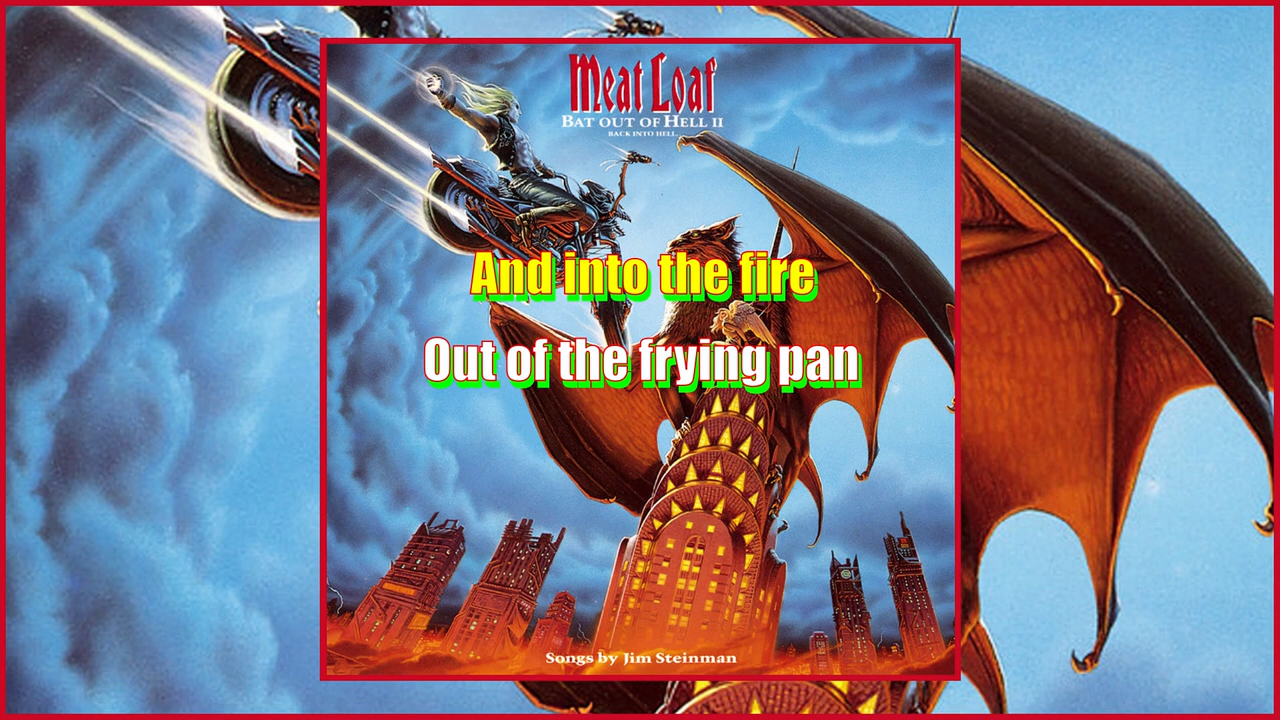 Meat Loaf
BAT OUT OF HELL II
BACK INTO HELL...
And into the fire
Out of the frying pan
Songs by Jim Steinman